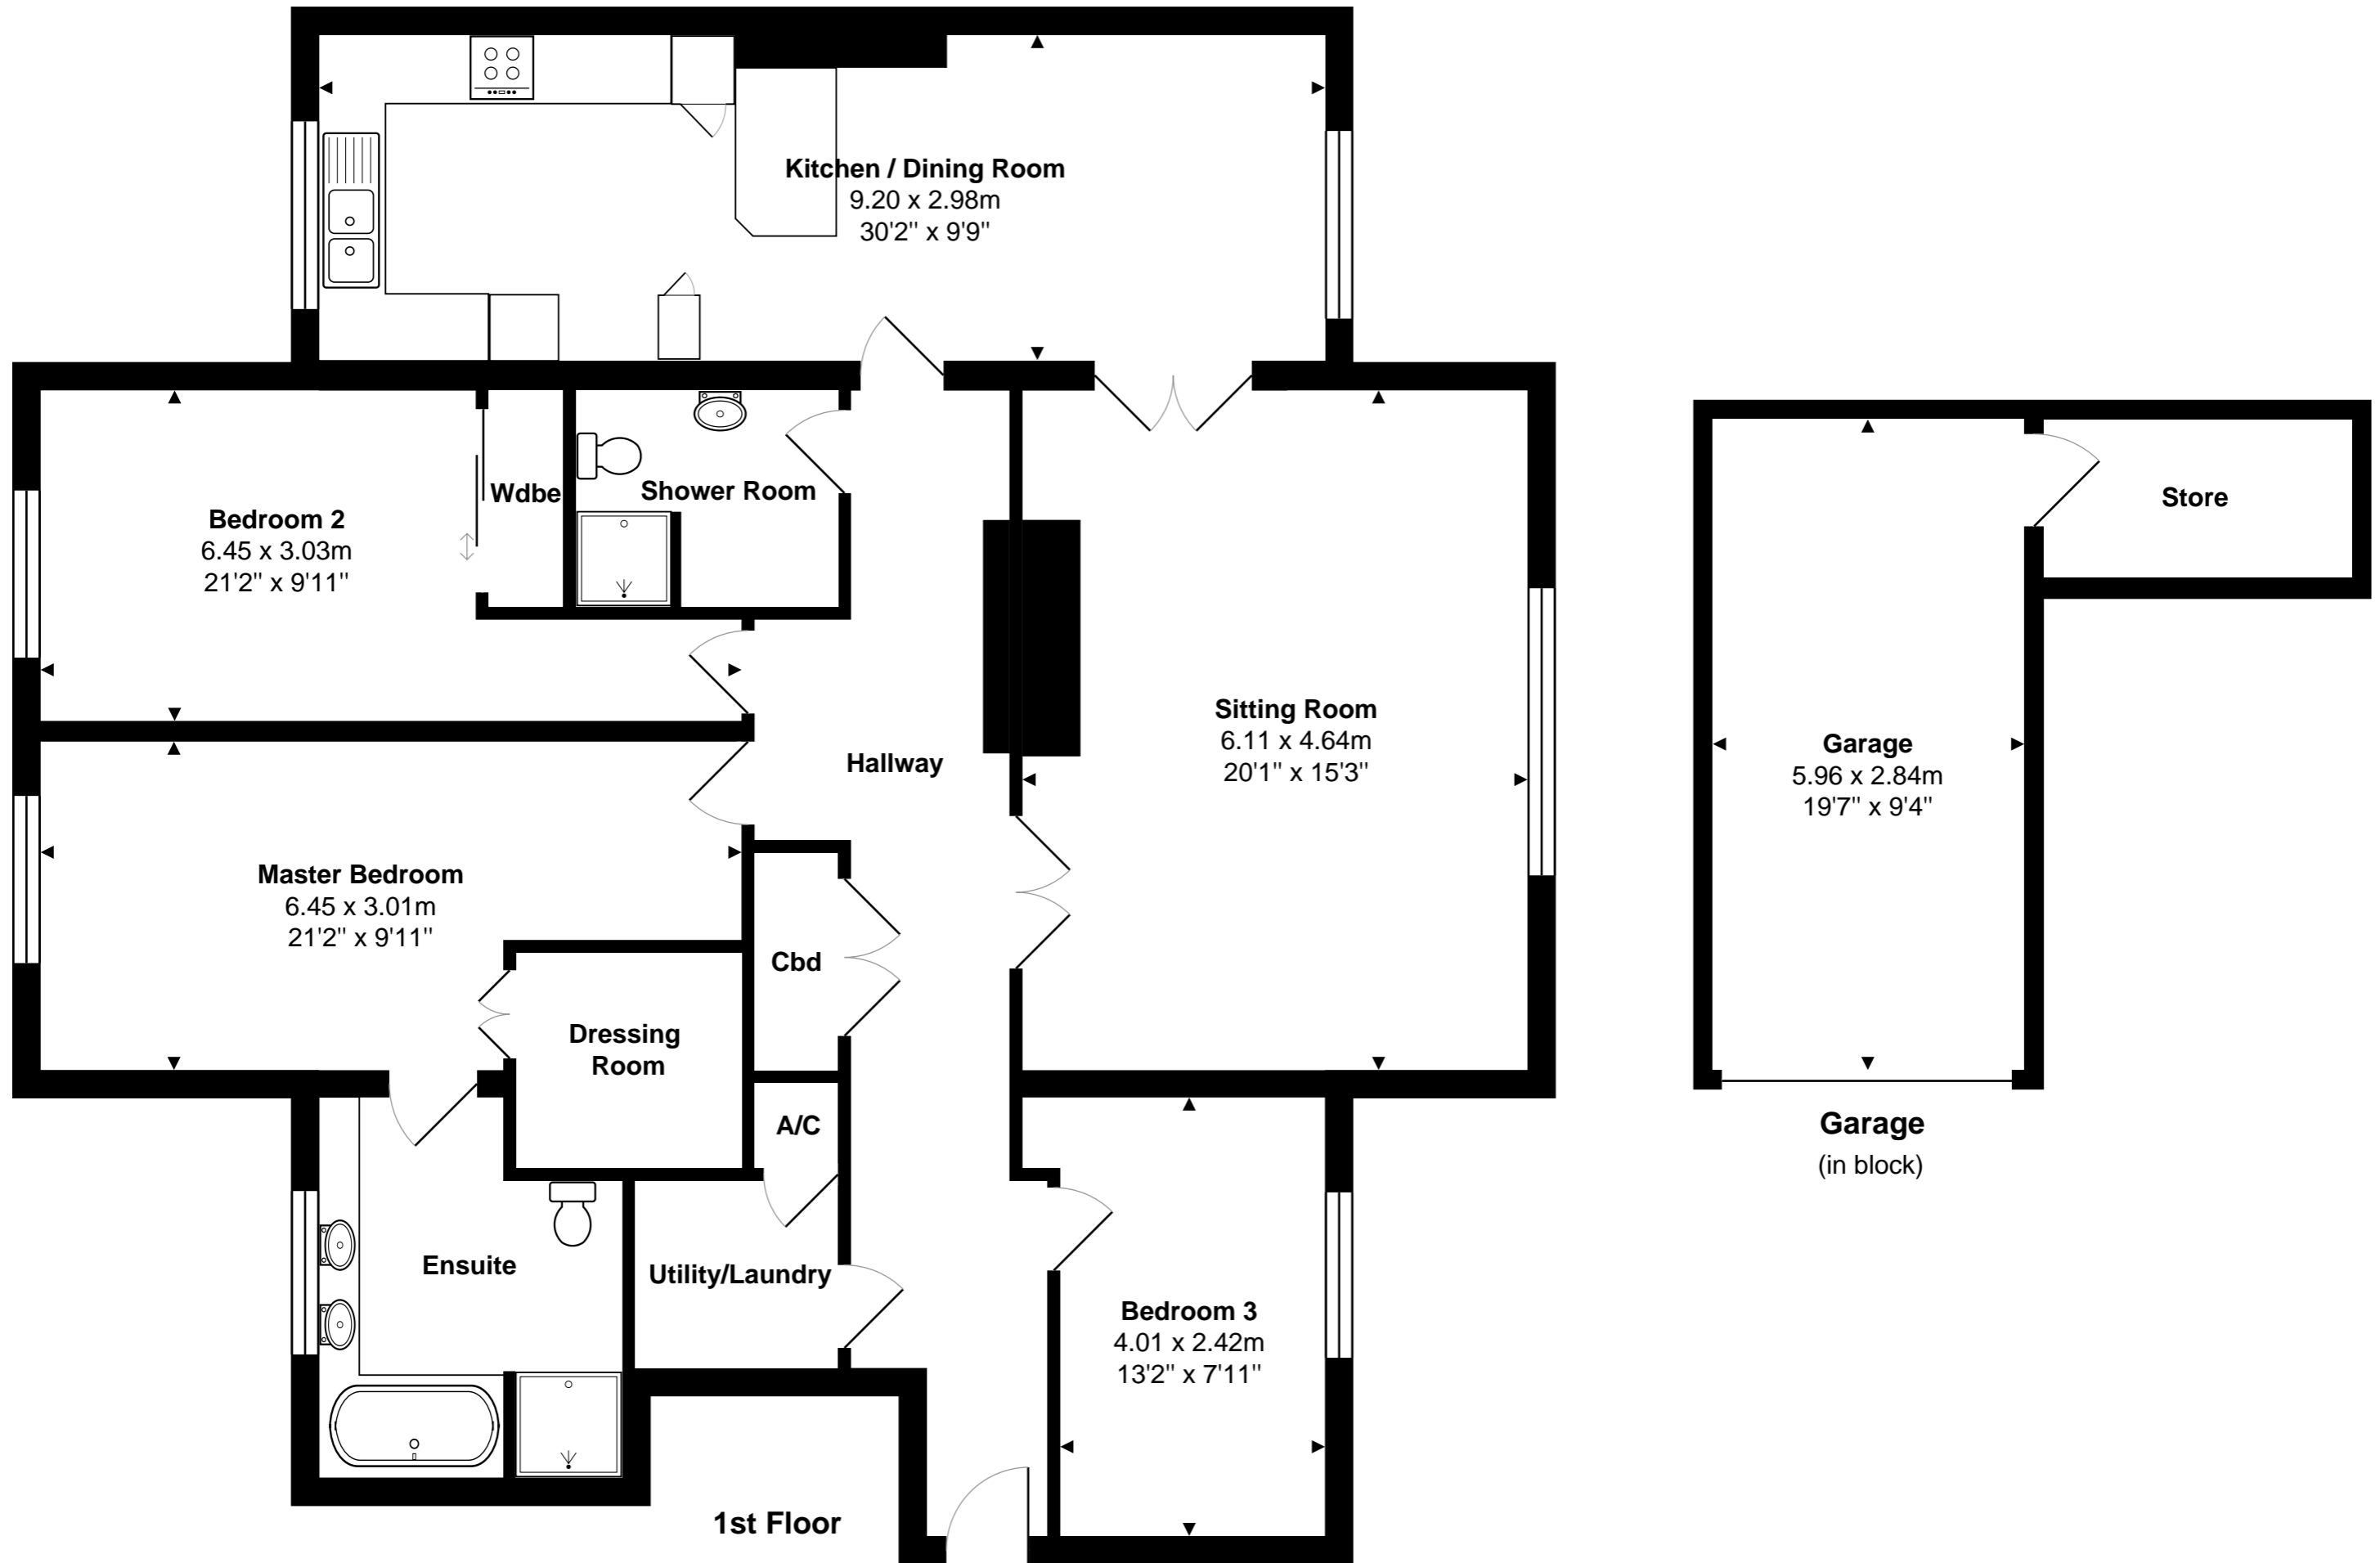 Kitchen / Dining Room
9.20 x 2.98m
30'2" x 9'9"
Wdbe
Shower Room
Bedroom 2
6.45 x 3.03m
21'2" x 9'11"
Store
Sitting Room
6.11 x 4.64m
20'1" x 15'3"
Hallway
Garage
5.96 x 2.84m
19'7" x 9'4"
Master Bedroom
6.45 x 3.01m
21'2" x 9'11"
Cbd
Dressing
Room
A/C
Garage
(in block)
Ensuite
Utility/Laundry
Bedroom 3
4.01 x 2.42m
13'2" x 7'11"
1st Floor